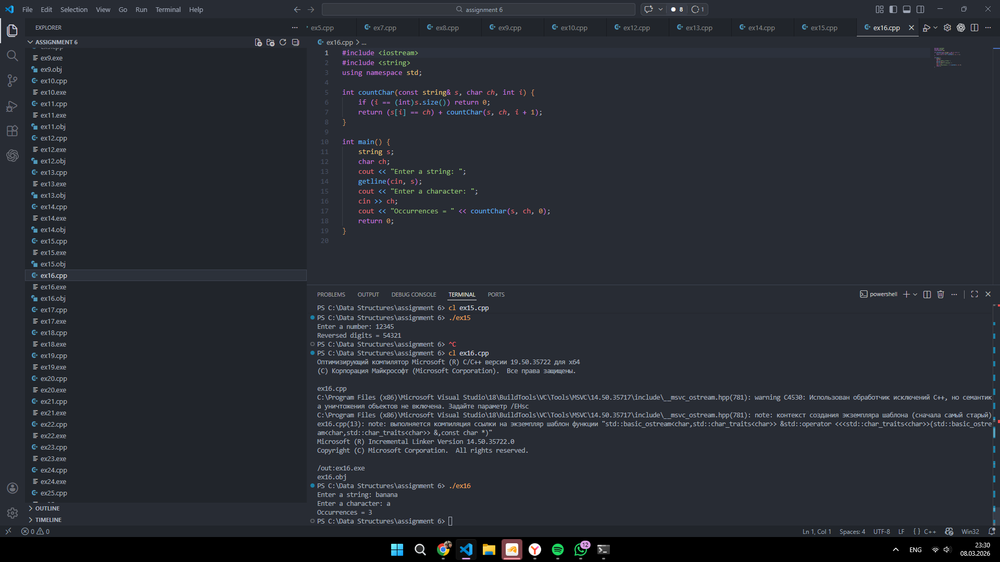 File Edit Selection View Go Run Terminal Help
assignment 6
8
1
EXPLORER
ex5.cpp
ex7.cpp
ex8.cpp
ex9.cpp
ex10.cpp
ex12.cpp
ex13.cpp
ex14.cpp
ex15.cpp
ex16.cpp
ASSIGNMENT 6
ex9.exe
ex9.obj
ex10.cpp
ex10.exe
ex11.cpp
ex11.exe
ex11.obj
ex12.cpp
ex12.exe
ex12.obj
ex13.cpp
ex13.exe
ex13.obj
ex14.cpp
ex14.exe
ex14.obj
ex15.cpp
ex15.exe
ex15.obj
ex16.cpp
ex16.exe
ex16.obj
ex17.cpp
ex17.exe
ex18.cpp
ex18.exe
ex19.cpp
ex19.exe
ex20.cpp
ex20.exe
ex21.cpp
ex21.exe
ex22.cpp
ex22.exe
ex23.cpp
ex23.exe
ex24.cpp
ex24.exe
ex25.cpp
OUTLINE
TIMELINE
ex16.cpp > ...
1 #include <iostream>
2 #include <string>
3 using namespace std;
4
5 int countChar(const string& s, char ch, int i) {
6     if (i == (int)s.size()) return 0;
7     return (s[i] == ch) + countChar(s, ch, i + 1);
8 }
9
10 int main() {
11     string s;
12     char ch;
13     cout << "Enter a string: ";
14     getline(cin, s);
15     cout << "Enter a character: ";
16     cin >> ch;
17     cout << "Occurrences = " << countChar(s, ch, 0);
18     return 0;
19 }
20
PROBLEMS OUTPUT DEBUG CONSOLE TERMINAL PORTS
powershell
PS C:\Data Structures\assignment 6> cl ex15.cpp
PS C:\Data Structures\assignment 6> ./ex15
Enter a number: 12345
Reversed digits = 54321
PS C:\Data Structures\assignment 6> ^C
PS C:\Data Structures\assignment 6> cl ex16.cpp
Оптимизирующий компилятор Microsoft (R) C/C++ версии 19.50.35722 для x64
(C) Корпорация Майкрософт (Microsoft Corporation).  Все права защищены.
ex16.cpp
C:\Program Files (x86)\Microsoft Visual Studio\18\BuildTools\VC\Tools\MSVC\14.50.35717\include\__msvc_ostream.hpp(781): warning C4530: Использован обработчик исключений C++, но семантик
а уничтожения объектов не включена. Задайте параметр /EHsc
C:\Program Files (x86)\Microsoft Visual Studio\18\BuildTools\VC\Tools\MSVC\14.50.35717\include\__msvc_ostream.hpp(781): note: контекст создания экземпляра шаблона (сначала самый старый)
ex16.cpp(13): note: выполняется компиляция ссылки на экземпляр шаблон функции "std::basic_ostream<char,std::char_traits<char>> &std::operator <<<std::char_traits<char>>(std::basic_ostre
am<char,std::char_traits<char>> &,const char *)"
Microsoft (R) Incremental Linker Version 14.50.35722.0
Copyright (C) Microsoft Corporation.  All rights reserved.
/out:ex16.exe
ex16.obj
PS C:\Data Structures\assignment 6> ./ex16
Enter a string: banana
Enter a character: a
Occurrences = 3
PS C:\Data Structures\assignment 6>
0 0
Ln 1, Col 1 Spaces: 4 UTF-8 LF { } C++ Win32
12
ENG
23:30
08.03.2026